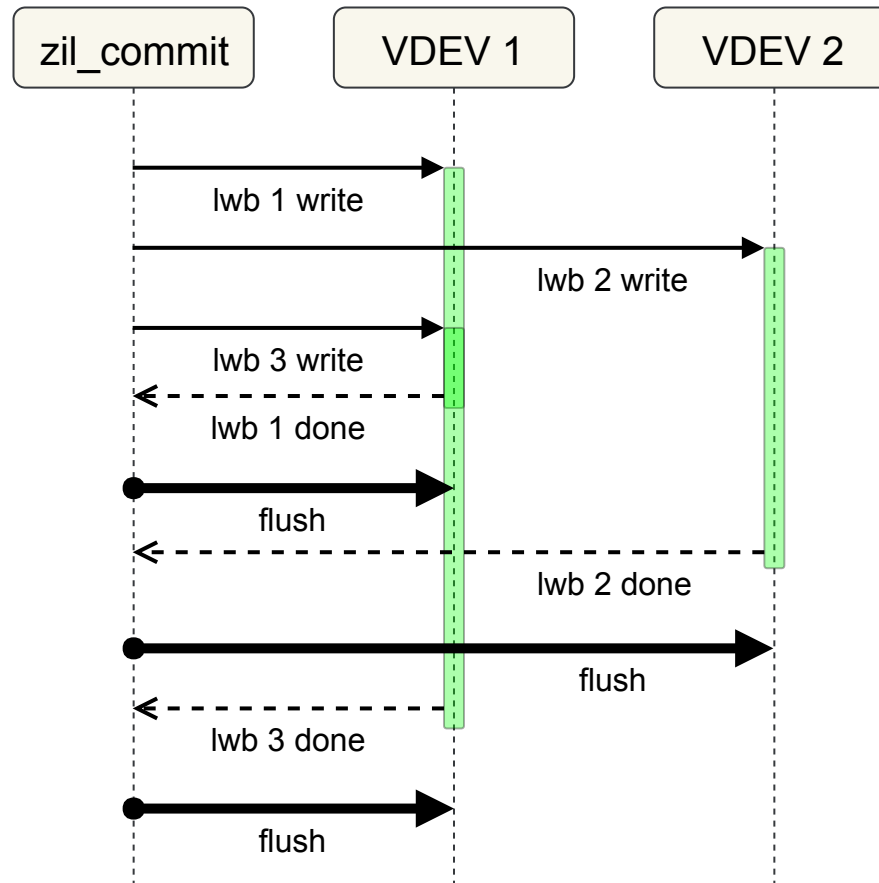 zil_commit
VDEV 1
VDEV 2
lwb 1 write
lwb 2 write
lwb 3 write
lwb 1 done
flush
lwb 2 done
flush
lwb 3 done
flush